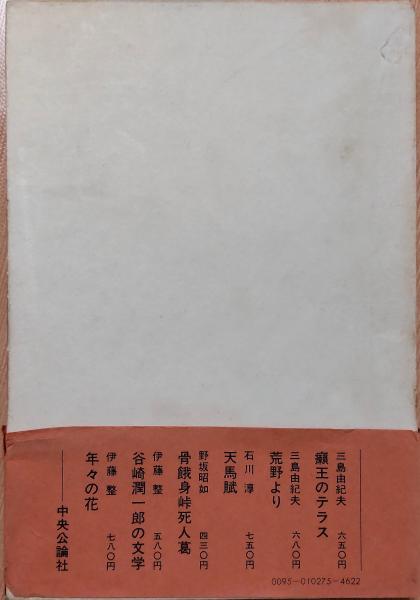 三島由紀夫 六五〇円
癩王のテラス
三島由紀夫 六八〇円
荒野より
石川淳 七五〇円
天馬賦
野坂昭如 四三〇円
骨餓身峠死人葛
伊藤整 五八〇円
谷崎潤一郎の文学
伊藤整 七八〇円
年々の花
中央公論社
0095-010275-4622